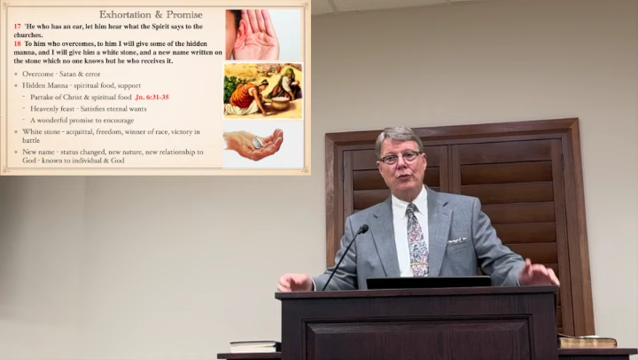 Exhortation & Promise
17 'He who has an ear, let him hear what the Spirit says to the
churches.
18 To him who overcomes, to him I will give some of the hidden
manna, and I will give him a white stone, and a new name written on
the stone which no one knows but he who receives it.
Overcome - Satan & error
Hidden Manna - spiritual food, support
Partake of Christ & spiritual food Jn. 6:31-35
Heavenly feast - Satisfies eternal wants
A wonderful promise to encourage
White stone - acquittal, freedom, winner of race, victory in
battle
New name - status changed, new nature, new relationship to
God - known to individual & God